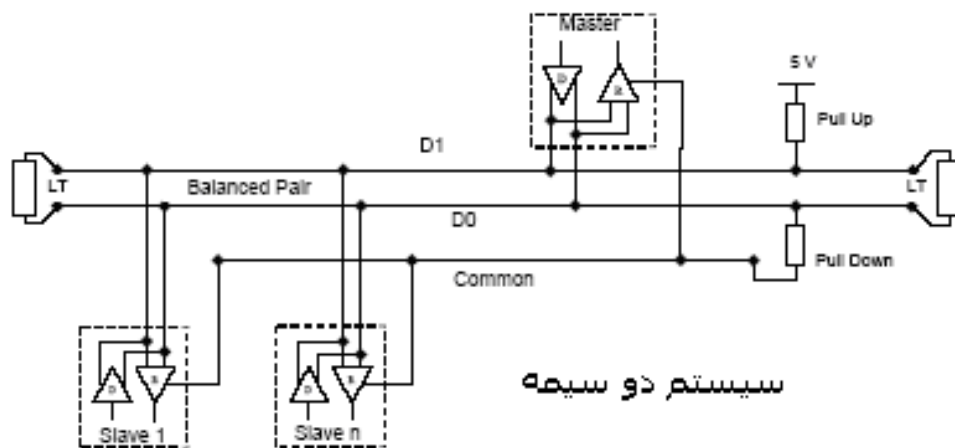 Master
D
R
5 V
Pull Up
D1
LT
Balanced Pair
LT
D0
Pull Down
Common
D
R
D
R
سیستم دو سیمه
Slave 1
Slave n